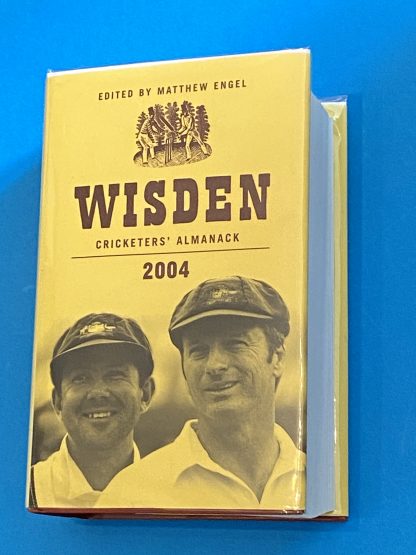 EDITED BY MATTHEW ENGEL
WISDEN
CRICKETERS' ALMANACK
2004